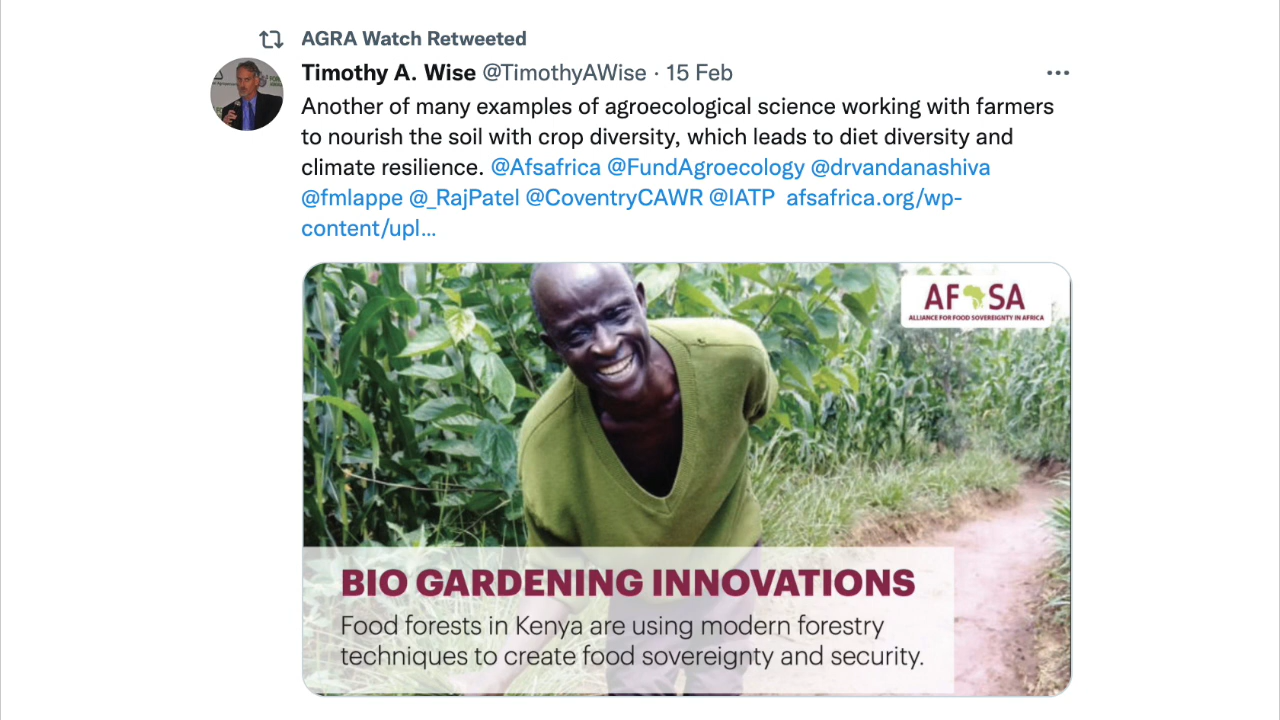 AGRA Watch Retweeted
Timothy A. Wise @TimothyAWise · 15 Feb
Another of many examples of agroecological science working with farmers
to nourish the soil with crop diversity, which leads to diet diversity and
climate resilience. @Afsafrica @FundAgroecology @drvandanashiva
@fmlappe @_RajPatel @CoventryCAWR @IATP afsafrica.org/wp-
content/upl...
AFSA
ALLIANCE FOR FOOD SOVEREIGNTY IN AFRICA
BIO GARDENING INNOVATIONS
Food forests in Kenya are using modern forestry
techniques to create food sovereignty and security.